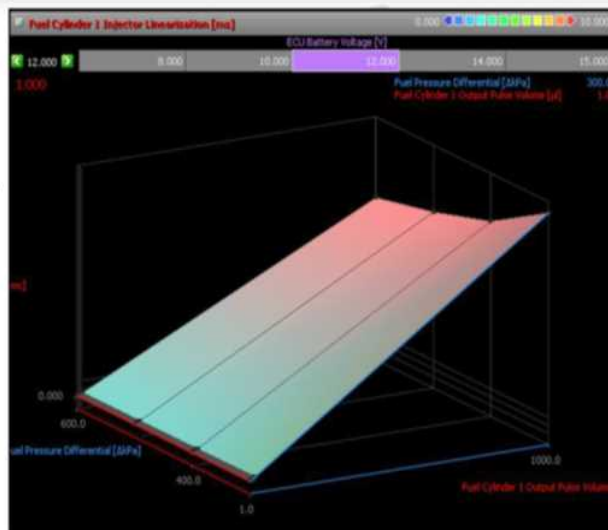 Fuel Cylinder 1 Injector Linearization [ms]
0.000 10.000
ECU Battery Voltage [V]
12.000 8.000 10.000 12.000 14.000 15.000
1.000
Fuel Pressure Differential [ΔkPa] 300.0
Fuel Cylinder 1 Output Pulse Volume [µl] 1.0
ms]
0.000
600.0
uel Pressure Differential [ΔkPa]
400.0
1.0
1000.0
Fuel Cylinder 1 Output Pulse Volume